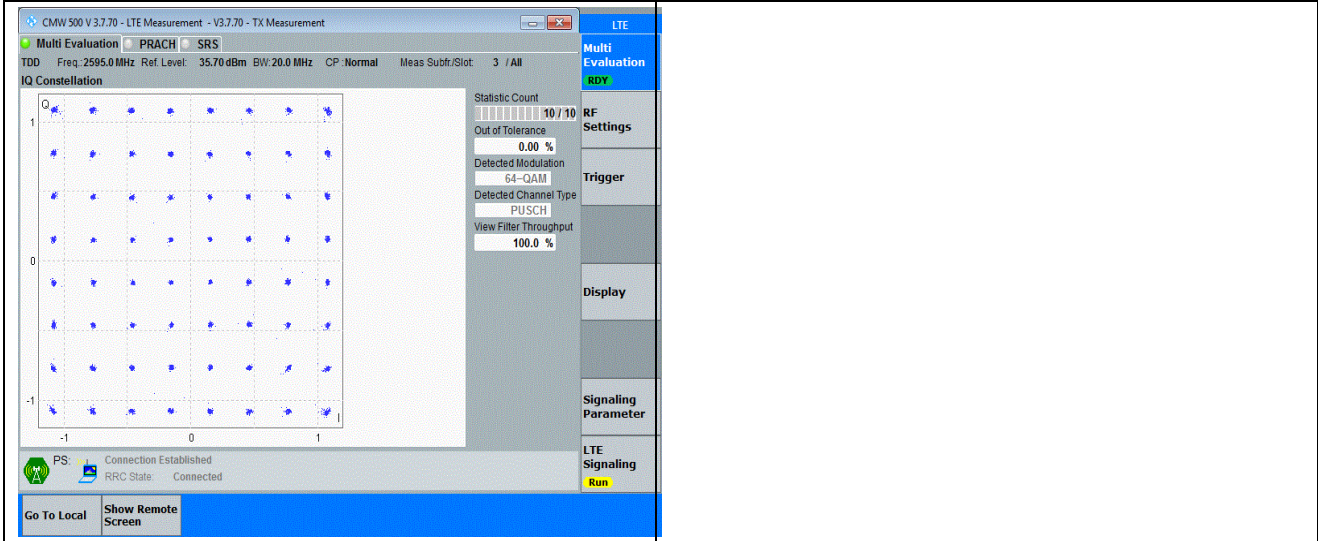 CMW 500 V 3.7.70 - LTE Measurement - V3.7.70 - TX Measurement
LTE
Multi Evaluation PRACH SRS
TDD Freq.:2595.0 MHz Ref. Level: 35.70 dBm BW:20.0 MHz CP :Normal Meas Subfr./Slot: 3 / All
IQ Constellation
Q
1
0
-1
-1 0 1
I
Statistic Count
10 / 10
Out of Tolerance
0.00 %
Detected Modulation
64-QAM
Detected Channel Type
PUSCH
View Filter Throughput
100.0 %
Multi
Evaluation
RDY
RF
Settings
Trigger
Display
Signaling
Parameter
LTE
Signaling
Run
PS: Connection Established
RRC State: Connected
Go To Local
Show Remote
Screen